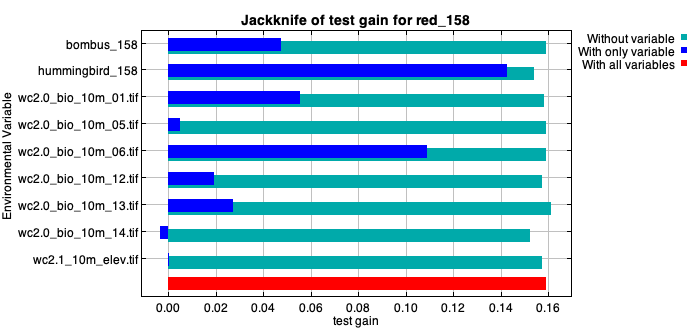 Jackknife of test gain for red_158
Without variable
With only variable
With all variables
Environmental Variable
bombus_158
hummingbird_158
wc2.0_bio_10m_01.tif
wc2.0_bio_10m_05.tif
wc2.0_bio_10m_06.tif
wc2.0_bio_10m_12.tif
wc2.0_bio_10m_13.tif
wc2.0_bio_10m_14.tif
wc2.1_10m_elev.tif
0.00 0.02 0.04 0.06 0.08 0.10 0.12 0.14 0.16
test gain